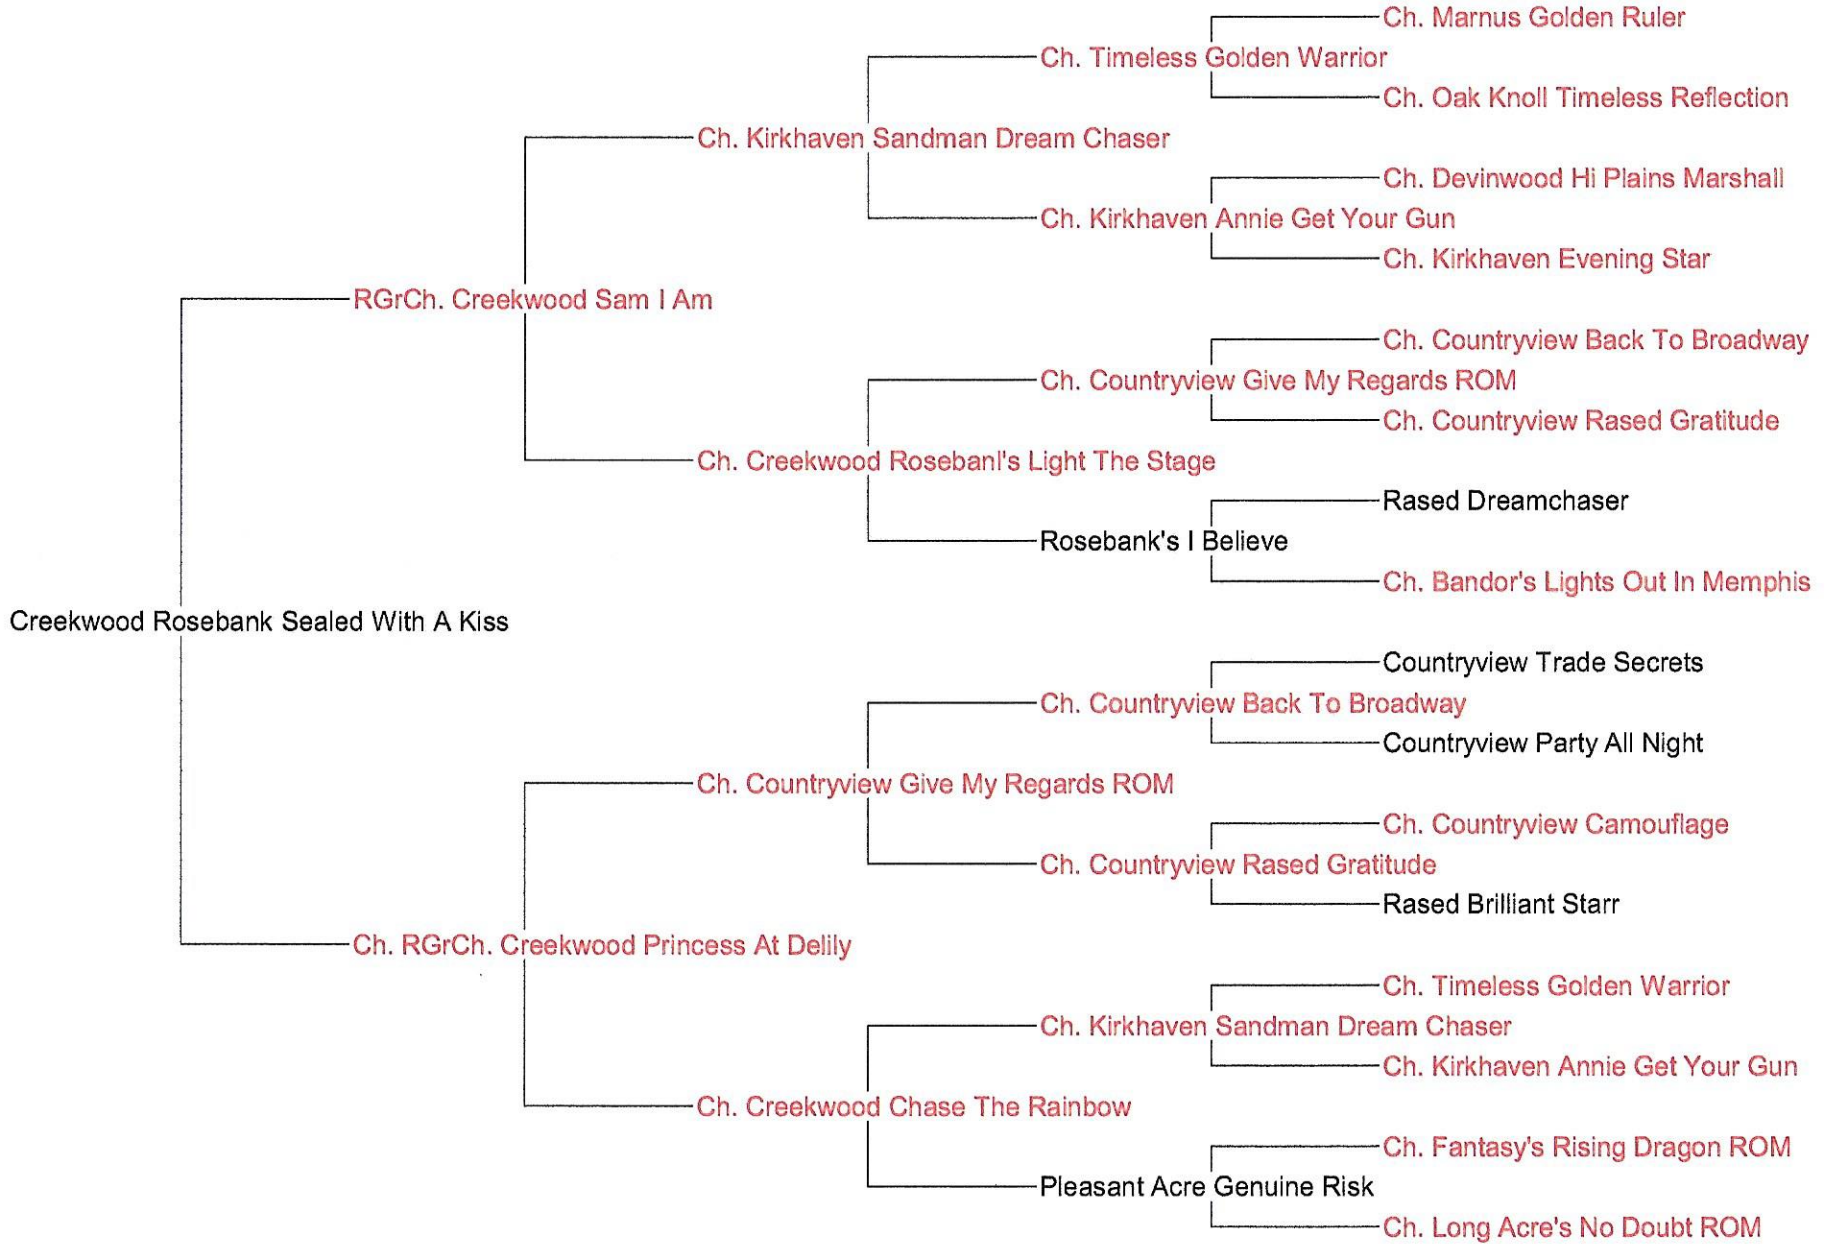 Ch. Marnus Golden Ruler
Ch. Timeless Golden Warrior
Ch. Oak Knoll Timeless Reflection
Ch. Kirkhaven Sandman Dream Chaser
Ch. Devinwood Hi Plains Marshall
Ch. Kirkhaven Annie Get Your Gun
Ch. Kirkhaven Evening Star
RGrCh. Creekwood Sam I Am
Ch. Countryview Back To Broadway
Ch. Countryview Give My Regards ROM
Ch. Countryview Rased Gratitude
Ch. Creekwood Rosebanl's Light The Stage
Rased Dreamchaser
Rosebank's I Believe
Ch. Bandor's Lights Out In Memphis
Creekwood Rosebank Sealed With A Kiss
Countryview Trade Secrets
Ch. Countryview Back To Broadway
Countryview Party All Night
Ch. Countryview Give My Regards ROM
Ch. Countryview Camouflage
Ch. Countryview Rased Gratitude
Rased Brilliant Starr
Ch. RGrCh. Creekwood Princess At Delily
Ch. Timeless Golden Warrior
Ch. Kirkhaven Sandman Dream Chaser
Ch. Kirkhaven Annie Get Your Gun
Ch. Creekwood Chase The Rainbow
Ch. Fantasy's Rising Dragon ROM
Pleasant Acre Genuine Risk
Ch. Long Acre's No Doubt ROM